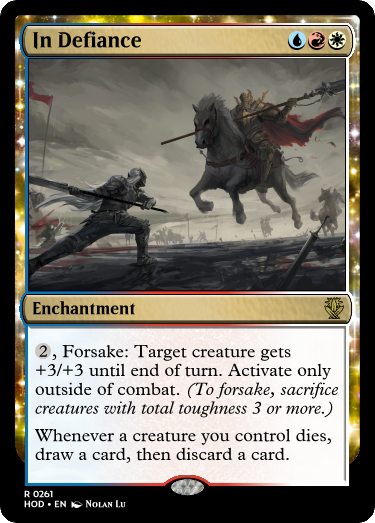 In Defiance
Enchantment
2, Forsake: Target creature gets
+3/+3 until end of turn. Activate only
outside of combat. (To forsake, sacrifice
creatures with total toughness 3 or more.)
Whenever a creature you control dies,
draw a card, then discard a card.
R 0261
HOD • EN Nolan Lu